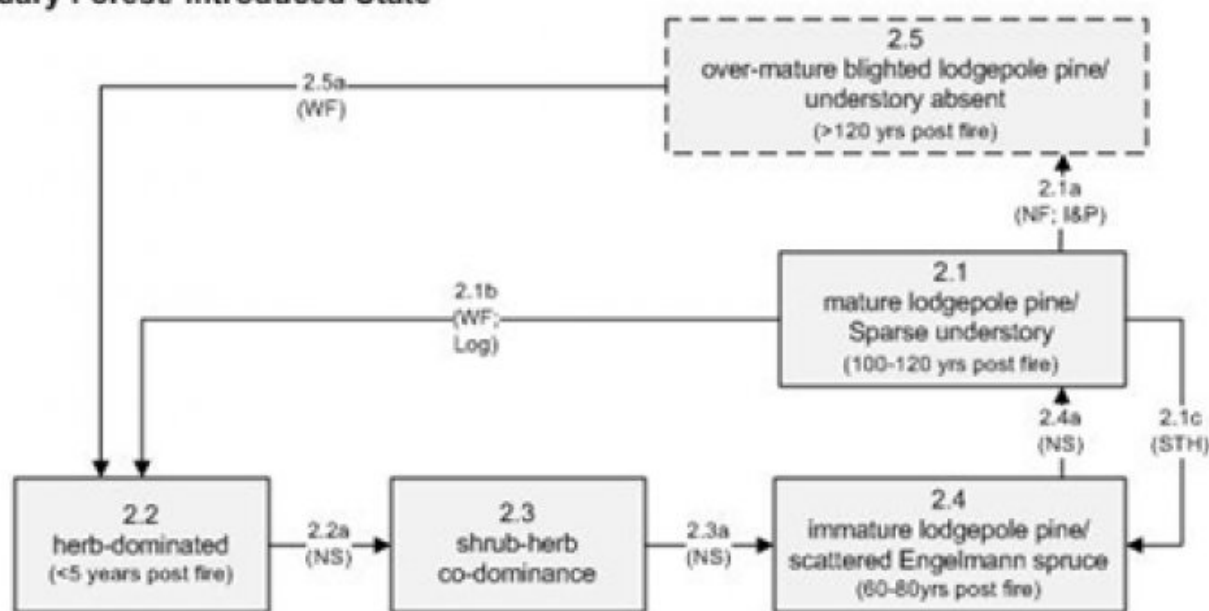 Forest/ Introduced State
2.5
over-mature blighted lodgepole pine/
understory absent
(>120 yrs post fire)
2.5a
(WF)
2.1a
(NF; I&P)
2.1
mature lodgepole pine/
Sparse understory
(100-120 yrs post fire)
2.1b
(WF;
Log)
2.4a
(NS)
2.1c
(STH)
2.2
herb-dominated
(<5 years post fire)
2.2a
(NS)
2.3
shrub-herb
co-dominance
2.3a
(NS)
2.4
immature lodgepole pine/
scattered Engelmann spruce
(60-80yrs post fire)